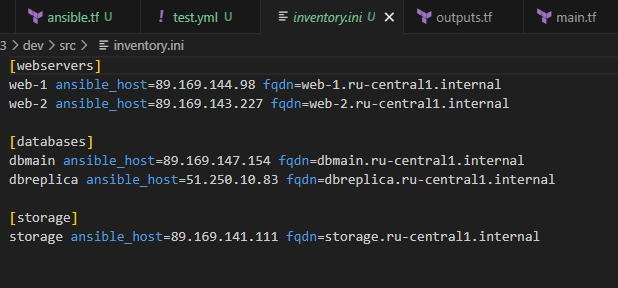 ansible.tf U test.yml U inventory.ini U outputs.tf main.tf
3 > dev > src > inventory.ini
[webservers]
web-1 ansible_host=89.169.144.98 fqdn=web-1.ru-central1.internal
web-2 ansible_host=89.169.143.227 fqdn=web-2.ru-central1.internal
[databases]
dbmain ansible_host=89.169.147.154 fqdn=dbmain.ru-central1.internal
dbreplica ansible_host=51.250.10.83 fqdn=dbreplica.ru-central1.internal
[storage]
storage ansible_host=89.169.141.111 fqdn=storage.ru-central1.internal